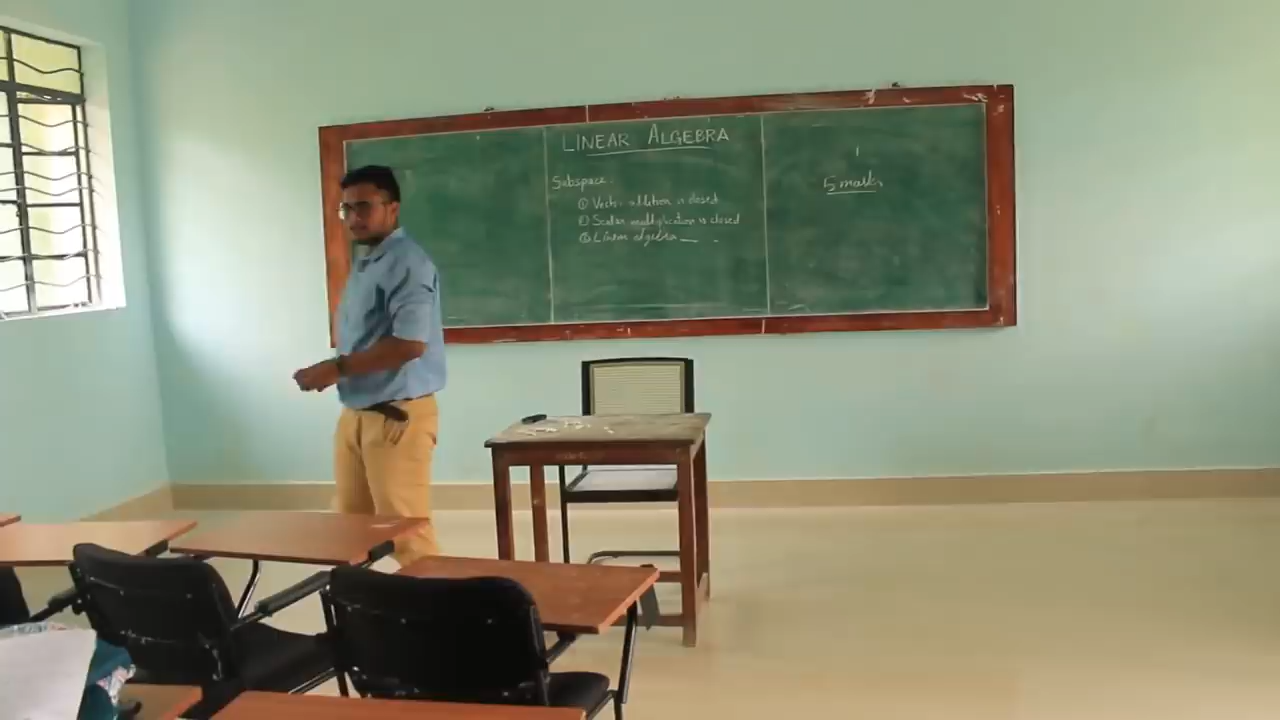 LINEAR ALGEBRA
Subspace.
① Vector addition is closed
② Scalar multiplication is closed
③ Linear algebra
5 marks